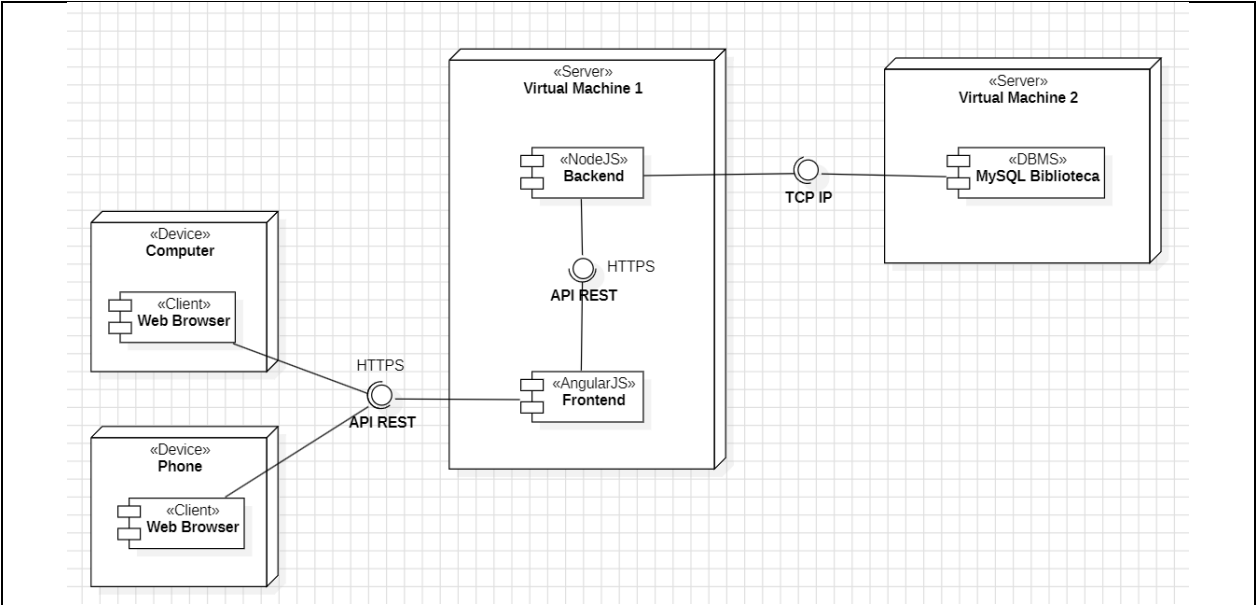 «Server»
Virtual Machine 1
«NodeJS»
Backend
HTTPS
API REST
«AngularJS»
Frontend
«Server»
Virtual Machine 2
«DBMS»
MySQL Biblioteca
TCP IP
«Device»
Computer
«Client»
Web Browser
HTTPS
API REST
«Device»
Phone
«Client»
Web Browser